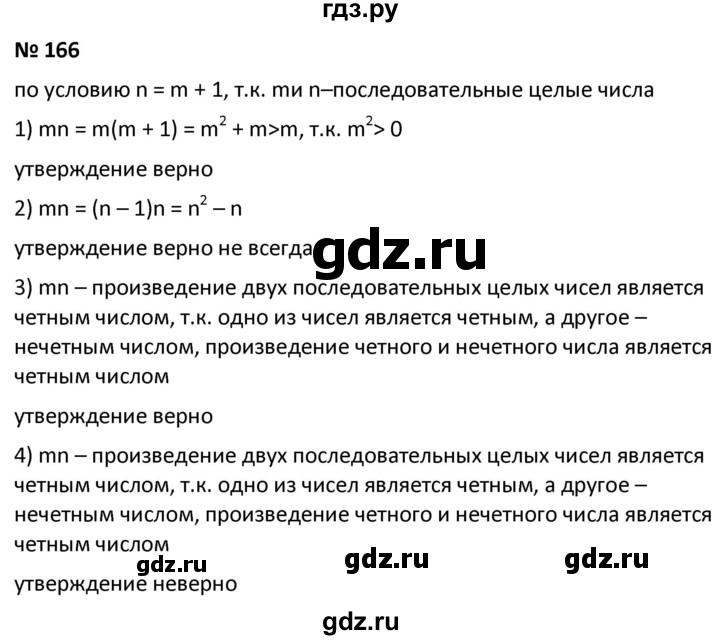 гдз.ру
№ 166
по условию n = m + 1, т.к. mи n–последовательные целые числа
1) mn = m(m + 1) = m² + m>m, т.к. m²> 0
утверждение верно
2) mn = (n – 1)n = n² – n
утверждение верно не всегда
gdz.ru
3) mn – произведение двух последовательных целых чисел является
четным числом, т.к. одно из чисел является четным, а другое –
нечетным числом, произведение четного и нечетного числа является
четным числом
утверждение верно
4) mn – произведение двух последовательных целых чисел является
четным числом, т.к. одно из чисел является четным, а другое –
нечетным числом, произведение четного и нечетного числа является
четным числом
gdz.ru gdz.ru gdz.ru
утверждение неверно
gdz.ru